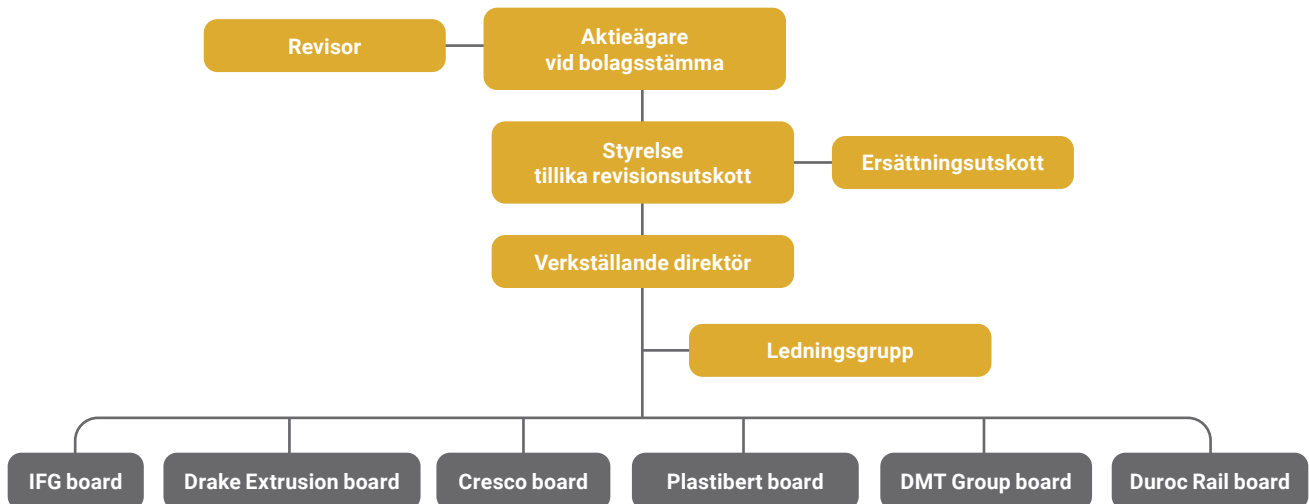 Revisor
Aktieägare
vid bolagsstämma
Styrelse
tillika revisionsutskott
Ersättningsutskott
Verkställande direktör
Ledningsgrupp
IFG board
Drake Extrusion board
Cresco board
Plastibert board
DMT Group board
Duroc Rail board